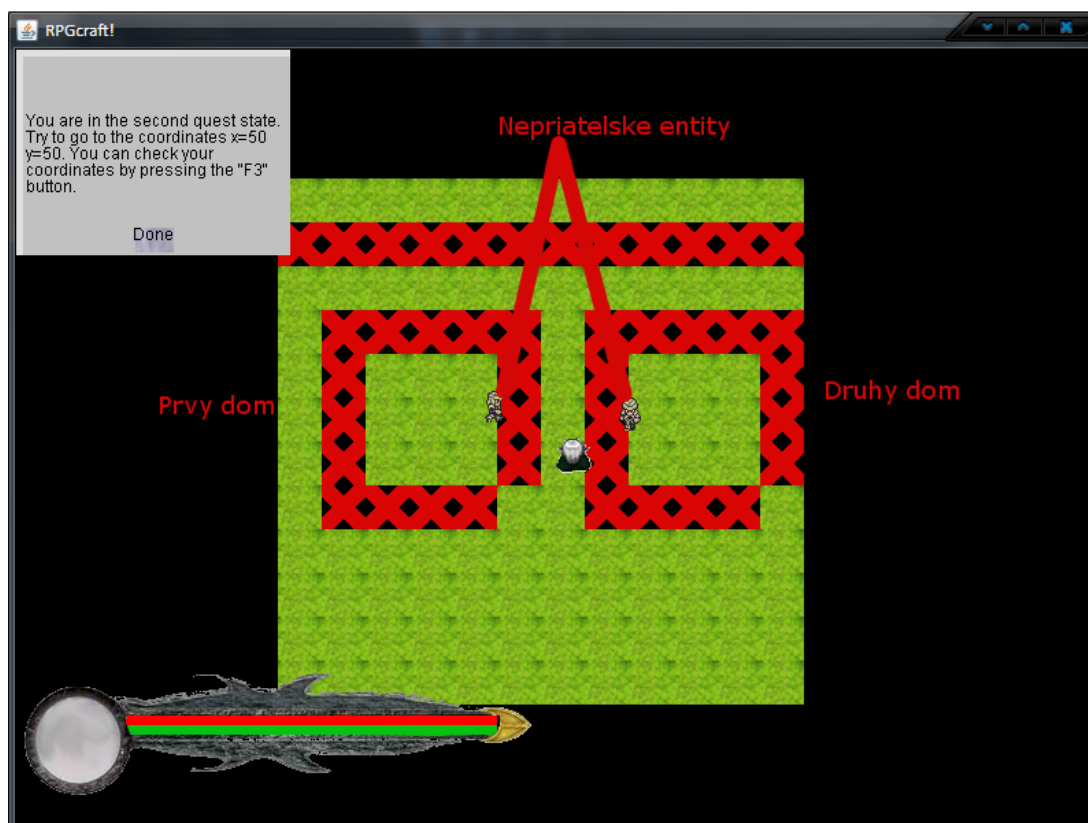 RPGcraft!
You are in the second quest state.
Try to go to the coordinates x=50
y=50. You can check your
coordinates by pressing the "F3"
button.
Done
Nepriatelske entity
Prvy dom
Druhy dom